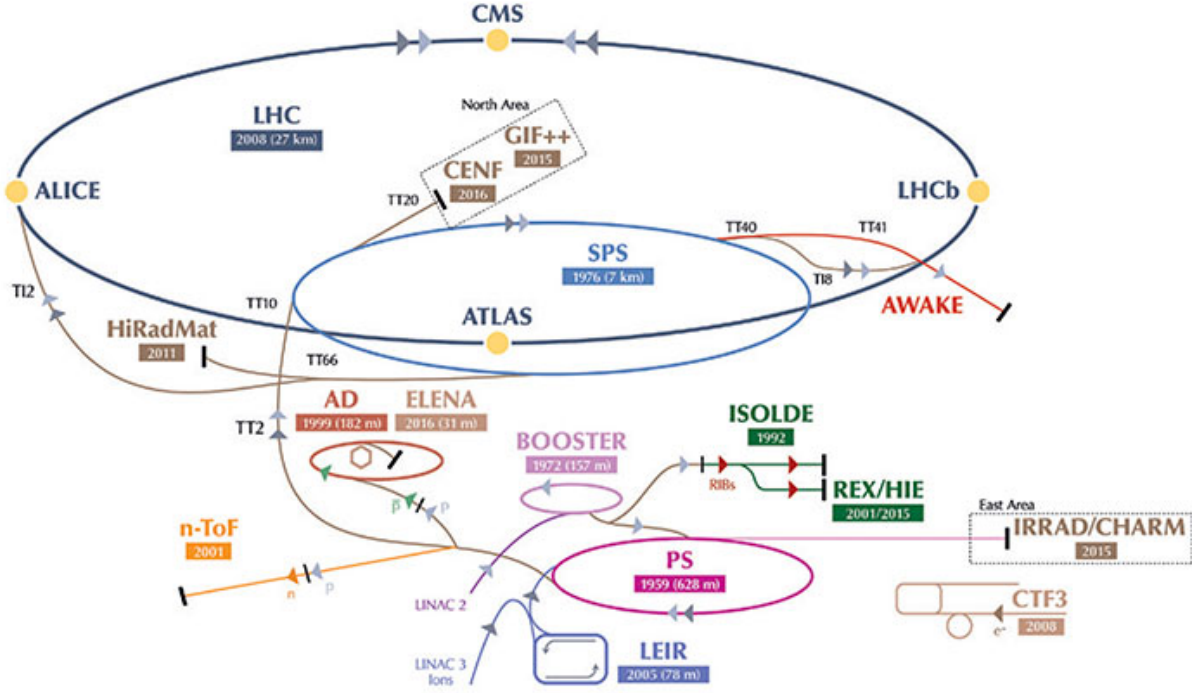 CMS
LHC
2008 (27 km)
North Area
GIF++
2015
CENF
2016
TT20
ALICE
LHCb
TT40
TT41
SPS
1976 (7 km)
TI8
AWAKE
TI2
TT10
ATLAS
HiRadMat
2011
TT66
AD
1999 (182 m)
ELENA
2016 (31 m)
TT2
BOOSTER
1972 (157 m)
ISOLDE
1992
RIBs
REX/HIE
2001/2015
p̅
p
East Area
IRRAD/CHARM
2015
n-ToF
2001
n
p
PS
1959 (628 m)
LINAC 2
CTF3
2008
e-
LINAC 3
Ions
LEIR
2005 (78 m)